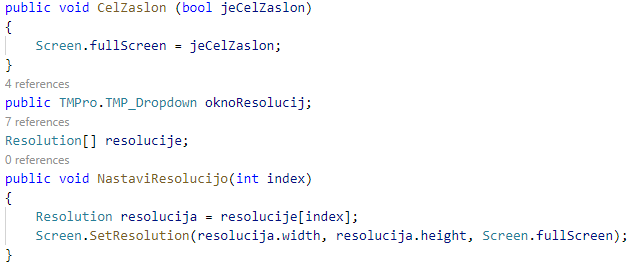 public void CelZaslon (bool jeCelZaslon)
{
    Screen.fullScreen = jeCelZaslon;
}
4 references
public TMPro.TMP_Dropdown oknoResolucij;
7 references
Resolution[] resolucije;
0 references
public void NastaviResolucijo(int index)
{
    Resolution resolucija = resolucije[index];
    Screen.SetResolution(resolucija.width, resolucija.height, Screen.fullScreen);
}